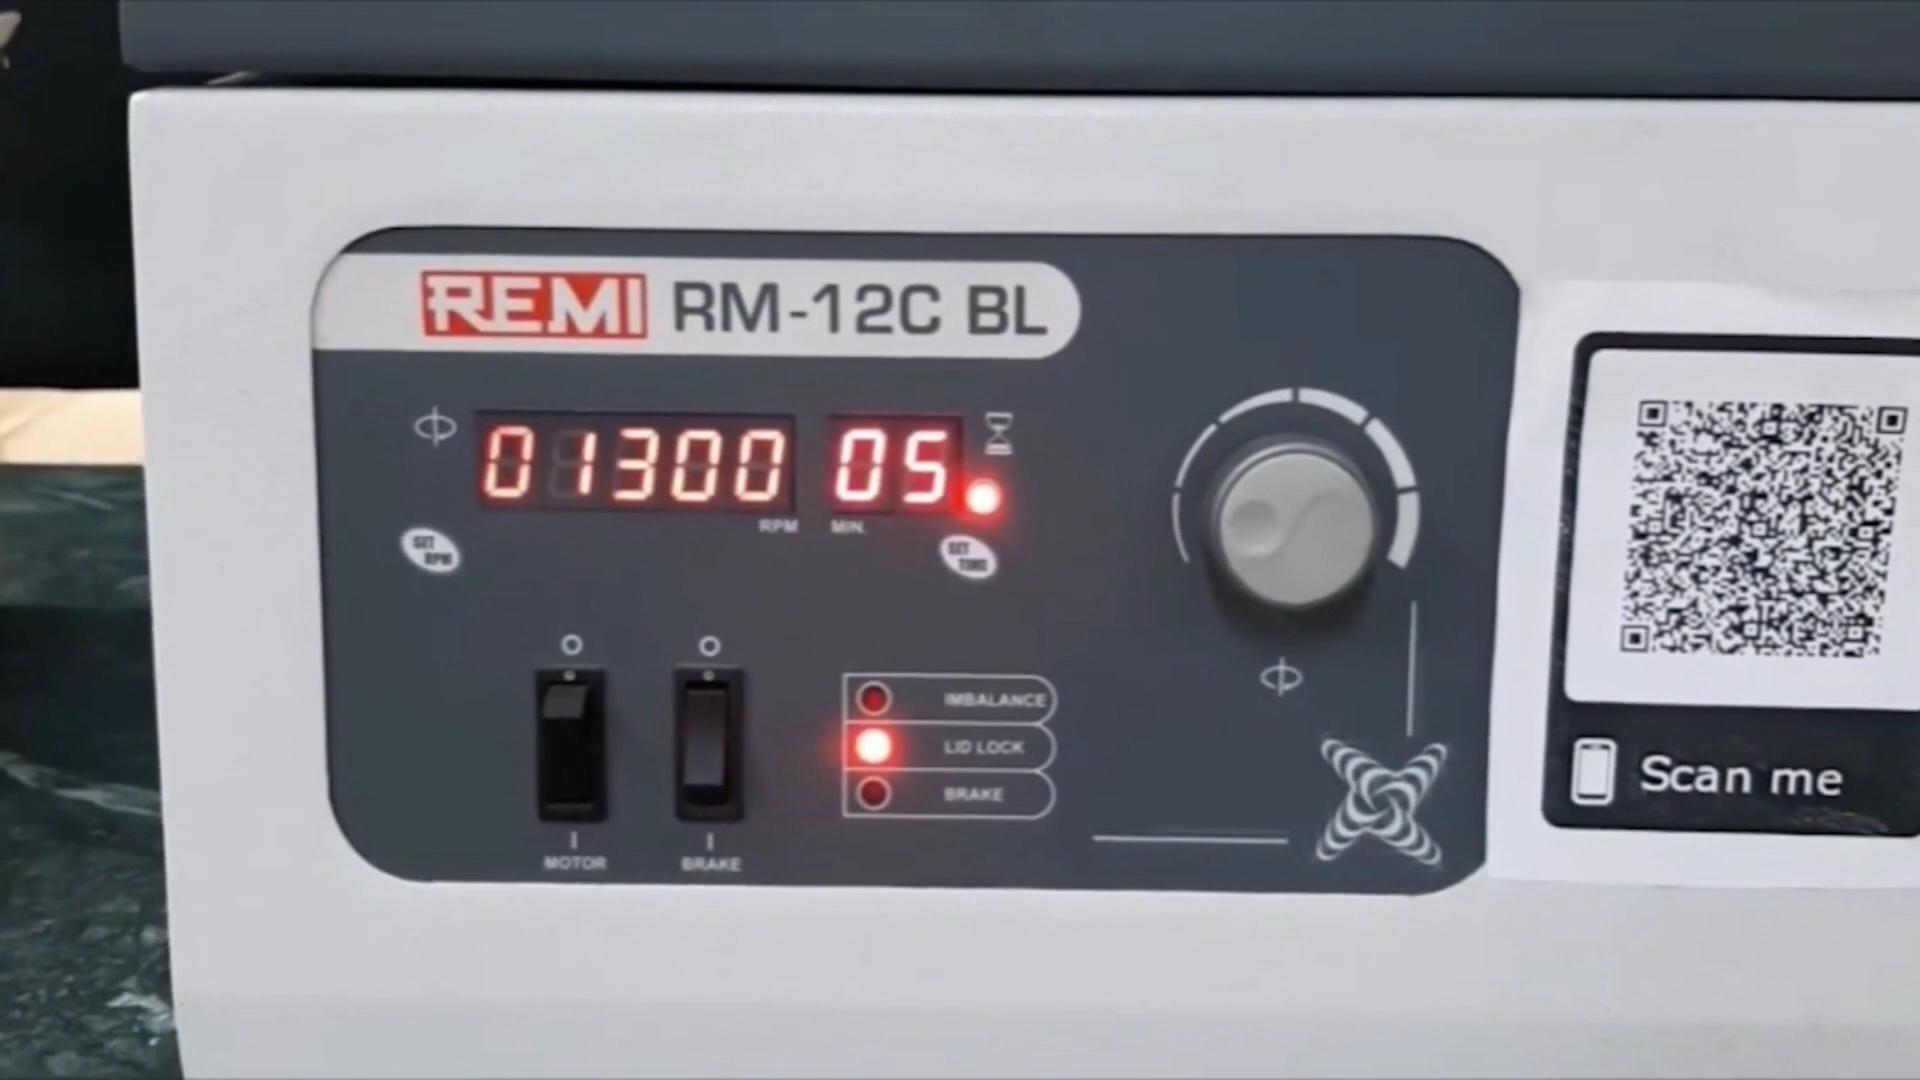 REMI RM-12C BL
01300 05
RPM MIN.
SET RPM
SET TIME
IMBALANCE
LID LOCK
BRAKE
MOTOR BRAKE
Scan me